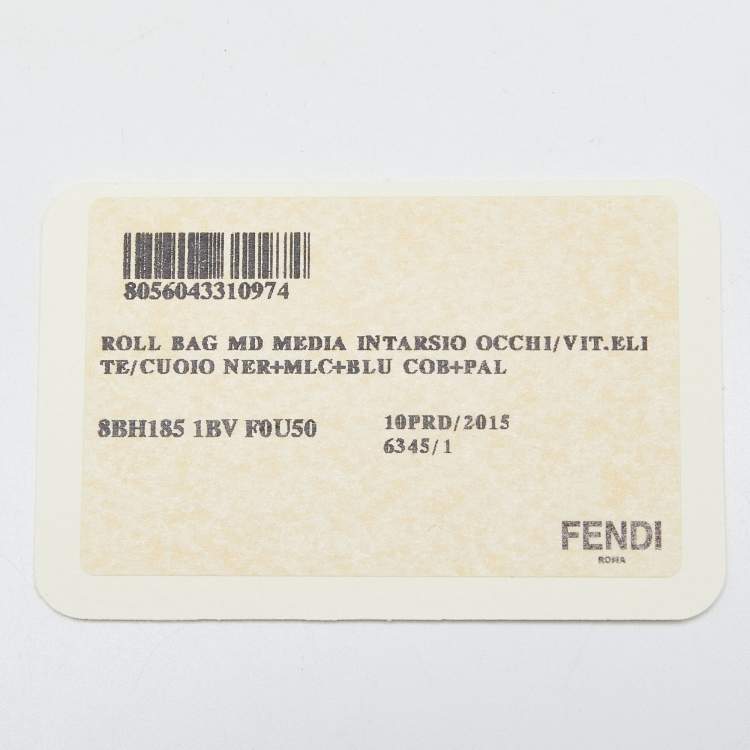 8056043310974
ROLL BAG MD MEDIA INTARSIO OCCHI/VIT.ELI
TE/CUOIO NER+MLC+BLU COB+PAL
8BH185 1BV F0U50
10PRD/2015
6345/1
FENDI
ROMA